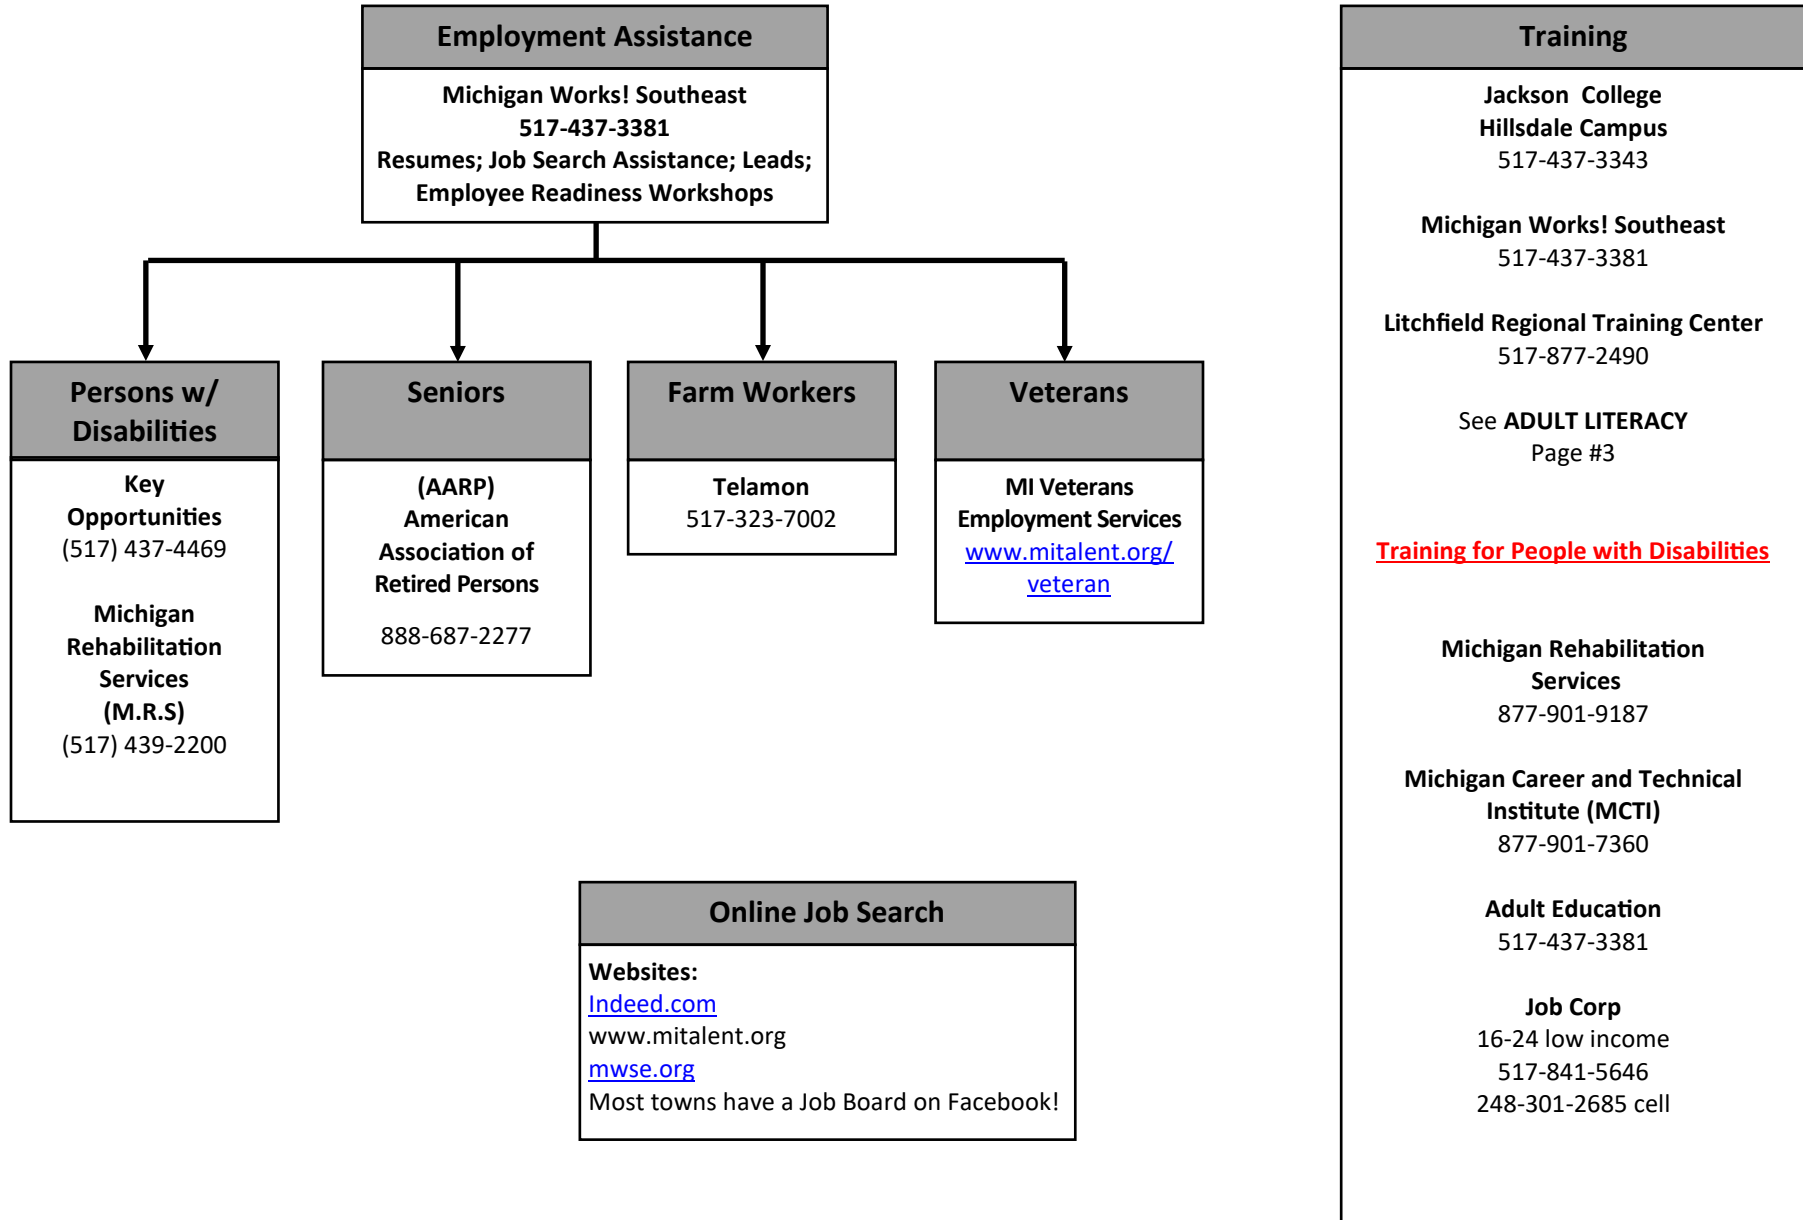 Employment Assistance
Michigan Works! Southeast
517-437-3381
Resumes; Job Search Assistance; Leads;
Employee Readiness Workshops
Persons w/
Disabilities
Key
Opportunities
(517) 437-4469
Michigan
Rehabilitation
Services
(M.R.S)
(517) 439-2200
Seniors
(AARP)
American
Association of
Retired Persons
888-687-2277
Farm Workers
Telamon
517-323-7002
Veterans
MI Veterans
Employment Services
www.mitalent.org/
veteran
Online Job Search
Websites:
Indeed.com
www.mitalent.org
mwse.org
Most towns have a Job Board on Facebook!
Training
Jackson College
Hillsdale Campus
517-437-3343
Michigan Works! Southeast
517-437-3381
Litchfield Regional Training Center
517-877-2490
See ADULT LITERACY
Page #3
Training for People with Disabilities
Michigan Rehabilitation
Services
877-901-9187
Michigan Career and Technical
Institute (MCTI)
877-901-7360
Adult Education
517-437-3381
Job Corp
16-24 low income
517-841-5646
248-301-2685 cell